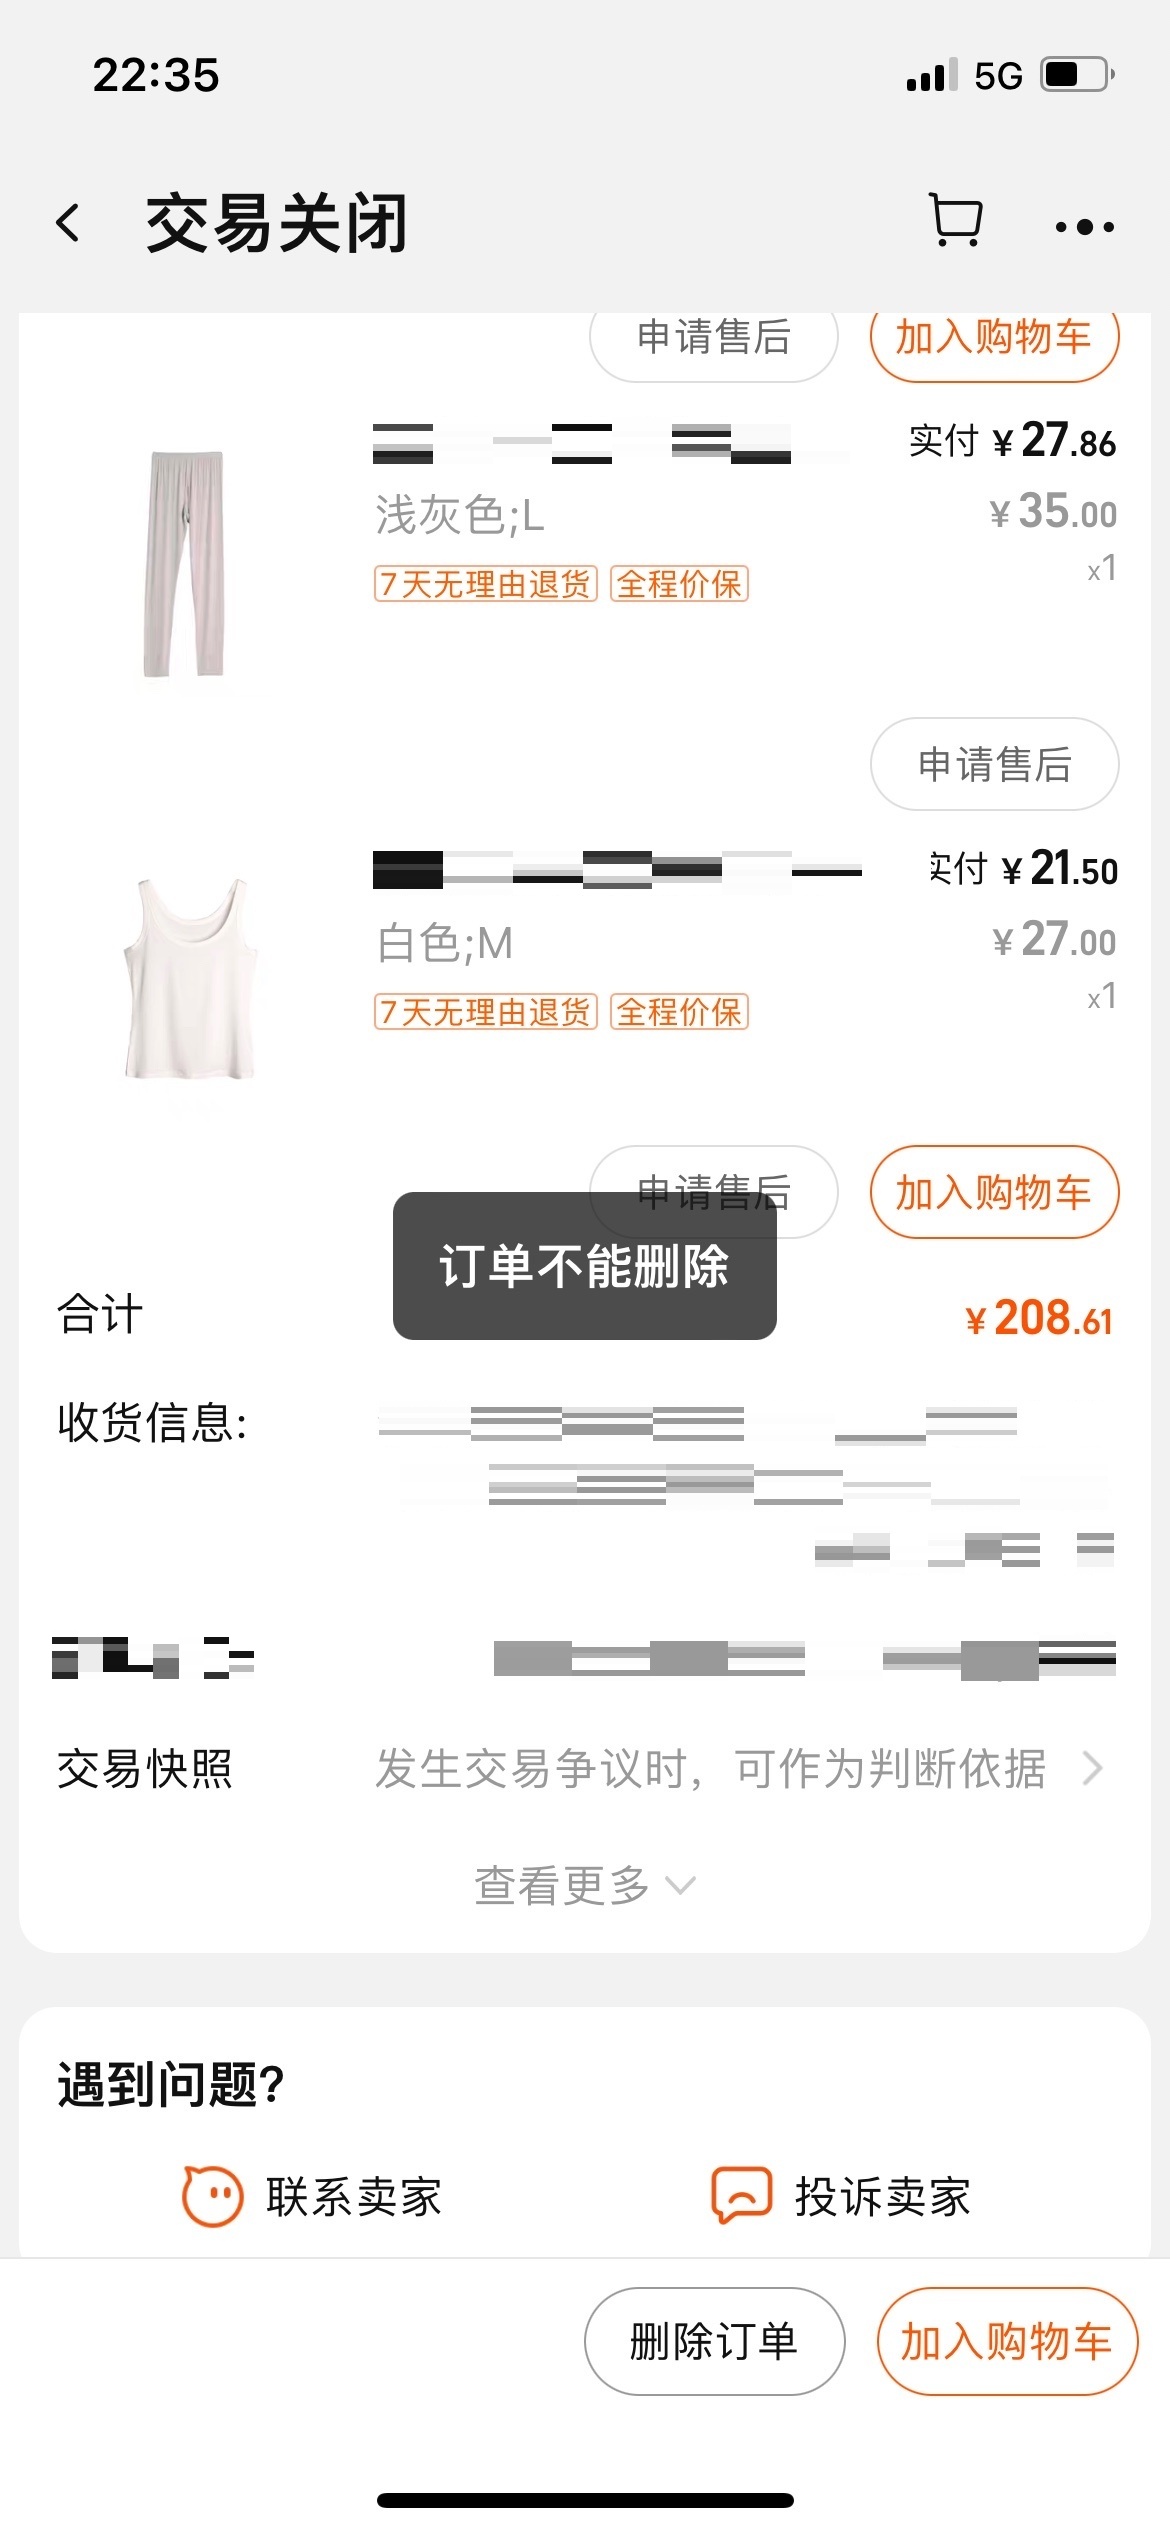 22:35
5G
交易关闭
申请售后
加入购物车
实付 ¥27.86
浅灰色;L
¥35.00
7天无理由退货 全程价保
x1
申请售后
实付 ¥21.50
白色;M
¥27.00
7天无理由退货 全程价保
x1
申请售后
加入购物车
订单不能删除
合计
¥208.61
收货信息:
交易快照
发生交易争议时，可作为判断依据
查看更多
遇到问题?
联系卖家
投诉卖家
删除订单
加入购物车